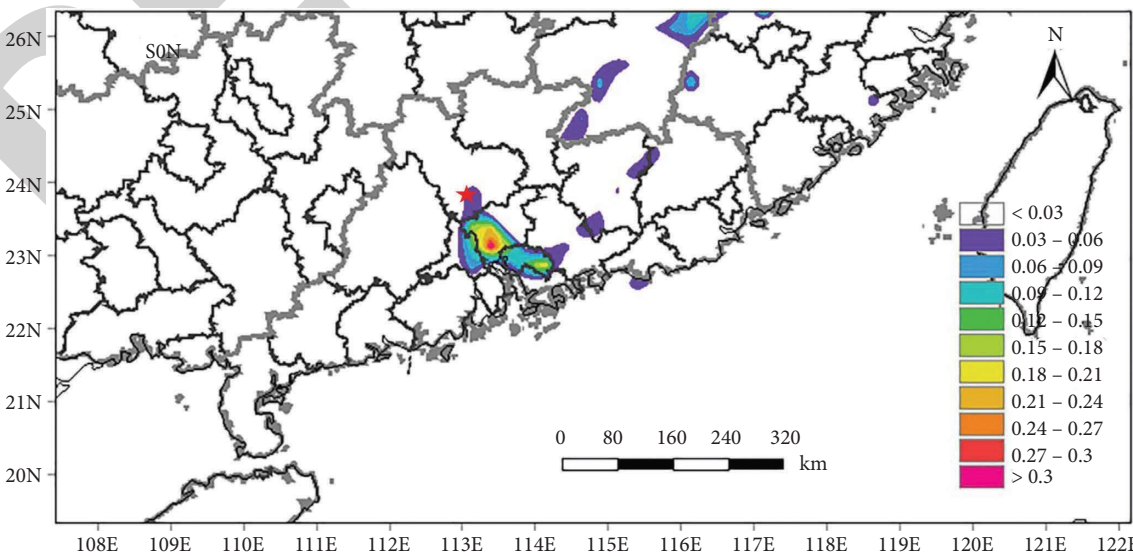 26N
S0N
N
25N
24N
< 0.03
0.03 – 0.06
23N
0.06 – 0.09
0.09 – 0.12
22N
0.12 – 0.15
0.15 – 0.18
0.18 – 0.21
21N
0.21 – 0.24
0.24 – 0.27
0 80 160 240 320
km
0.27 – 0.3
20N
> 0.3
108E 109E 110E 111E 112E 113E 114E 115E 116E 117E 118E 119E 120E 121E 122E